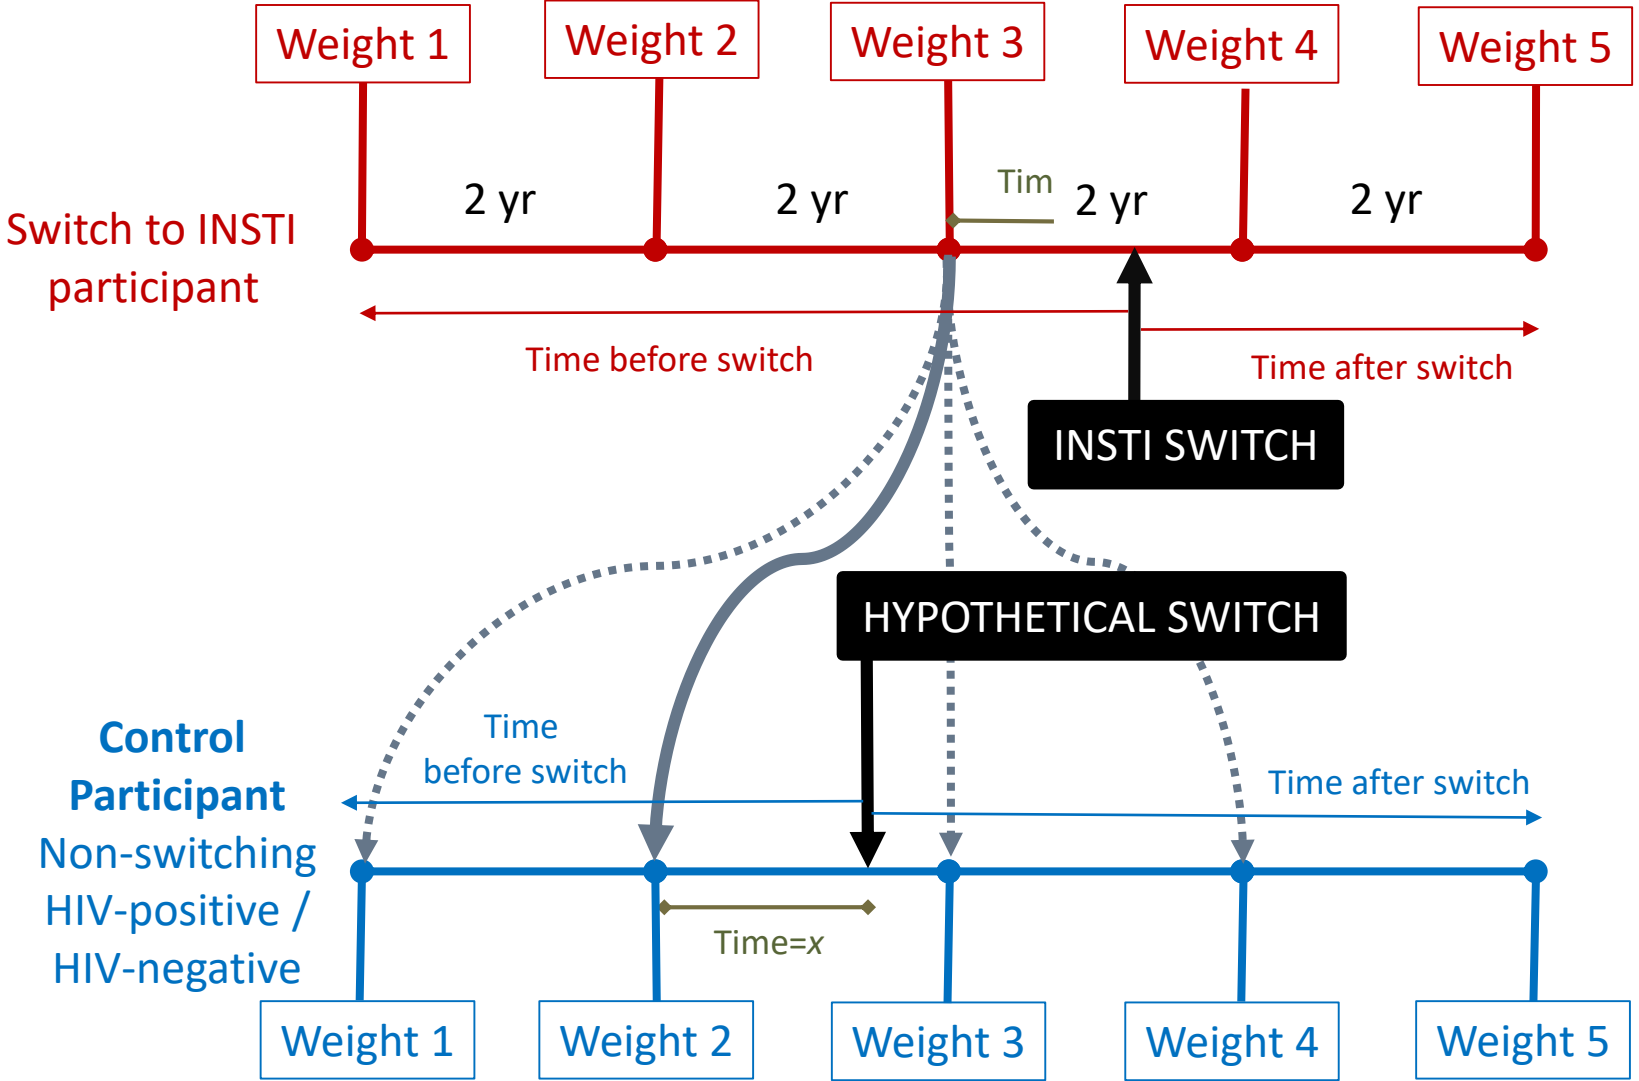 Weight 1
Weight 2
Weight 3
Weight 4
Weight 5
2 yr
2 yr
Tim
2 yr
2 yr
Switch to INSTI
participant
Time before switch
Time after switch
INSTI SWITCH
HYPOTHETICAL SWITCH
Control
Participant
Non-switching
HIV-positive /
HIV-negative
Time
before switch
Time after switch
Time=x
Weight 1
Weight 2
Weight 3
Weight 4
Weight 5